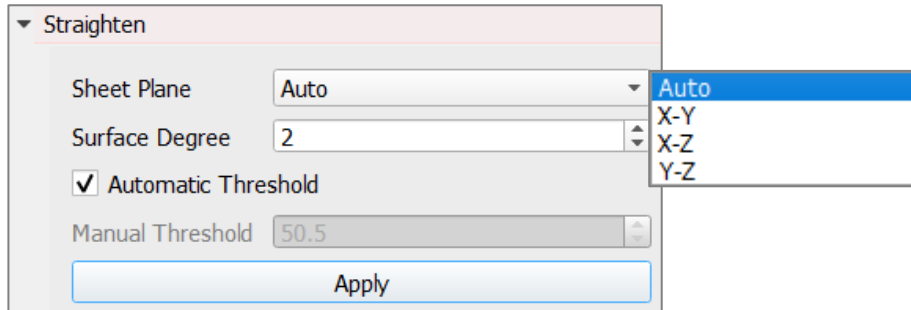 Straighten
Sheet Plane Auto
Surface Degree 2
Automatic Threshold
Manual Threshold 50.5
Apply
Auto
X-Y
X-Z
Y-Z